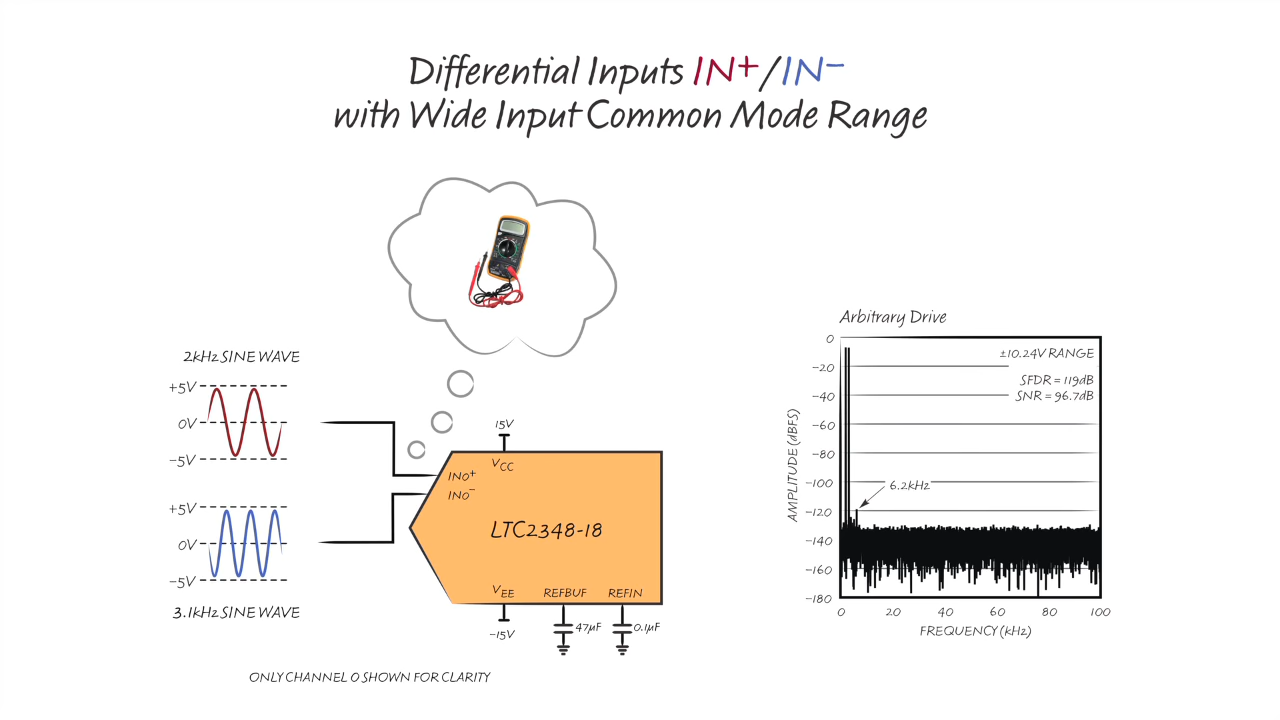 Differential Inputs IN+/IN−
with Wide Input Common Mode Range
2kHz SINE WAVE
+5V
0V
−5V
+5V
0V
−5V
3.1kHz SINE WAVE
15V
VCC
IN0+
IN0−
LTC2348-18
VEE
REFBUF
REFIN
−15V
47µF
0.1µF
ONLY CHANNEL 0 SHOWN FOR CLARITY
Arbitrary Drive
±10.24V RANGE
SFDR = 119dB
SNR = 96.7dB
6.2kHz
AMPLITUDE (dBFS)
0
−20
−40
−60
−80
−100
−120
−140
−160
−180
0 20 40 60 80 100
FREQUENCY (kHz)